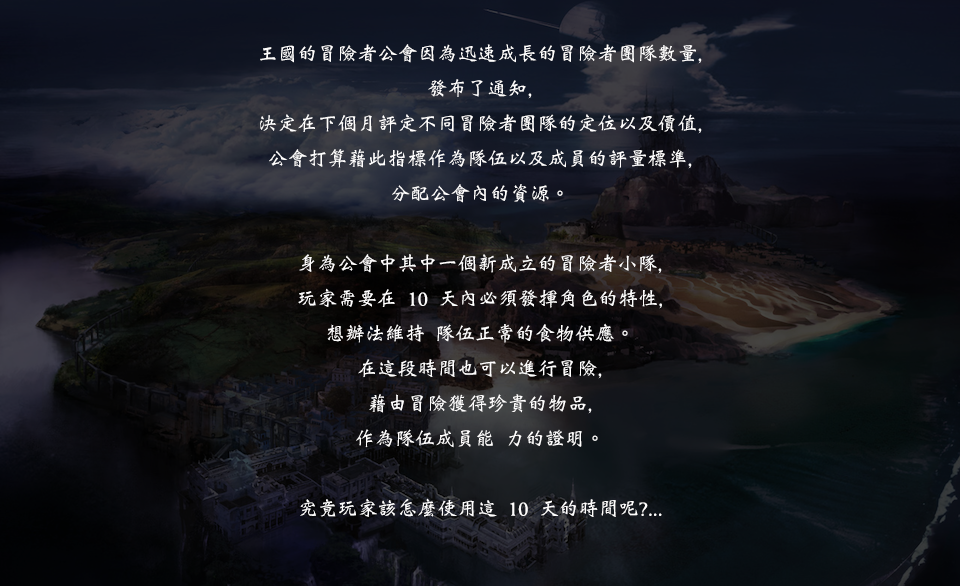 王國的冒險者公會因為迅速成長的冒險者團隊數量,
發布了通知,
決定在下個月評定不同冒險者團隊的定位以及價值,
公會打算藉此指標作為隊伍以及成員的評量標準,
分配公會內的資源。
身為公會中其中一個新成立的冒險者小隊,
玩家需要在 10 天內必須發揮角色的特性,
想辦法維持 隊伍正常的食物供應。
在這段時間也可以進行冒險,
藉由冒險獲得珍貴的物品,
作為隊伍成員能 力的證明。
究竟玩家該怎麼使用這 10 天的時間呢?...